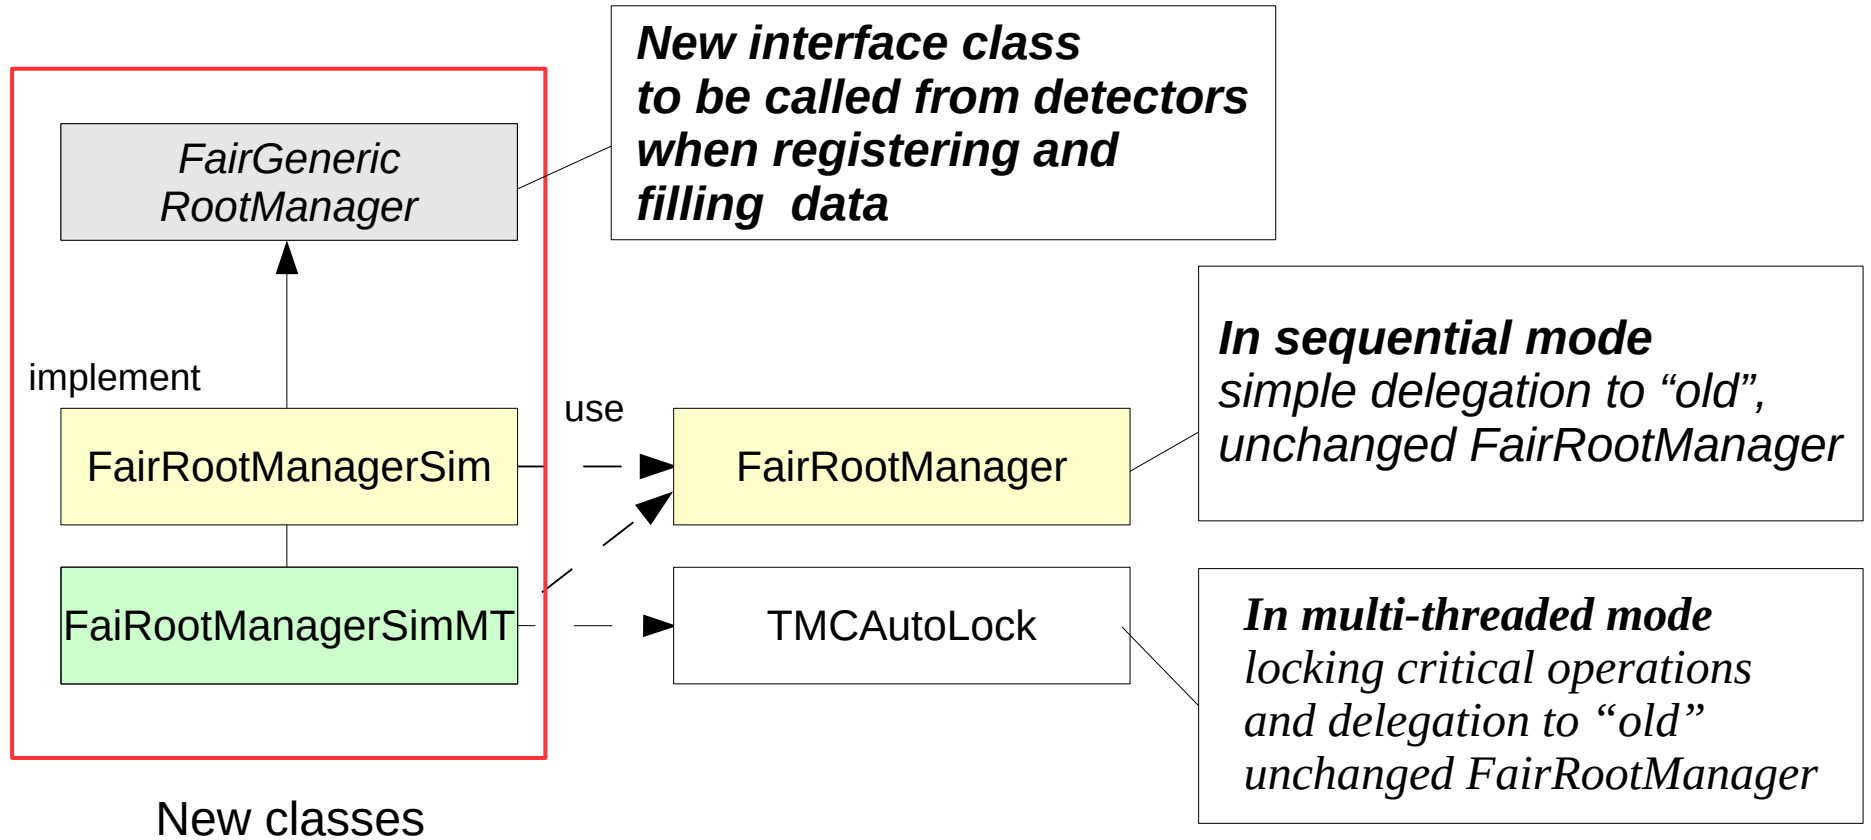 New interface class
to be called from detectors
when registering and
filling  data
FairGeneric
RootManager
implement
use
FairRootManagerSim
FairRootManager
In sequential mode
simple delegation to “old”,
unchanged FairRootManager
FaiRootManagerSimMT
TMCAutoLock
In multi-threaded mode
locking critical operations
and delegation to “old”
unchanged FairRootManager
New classes